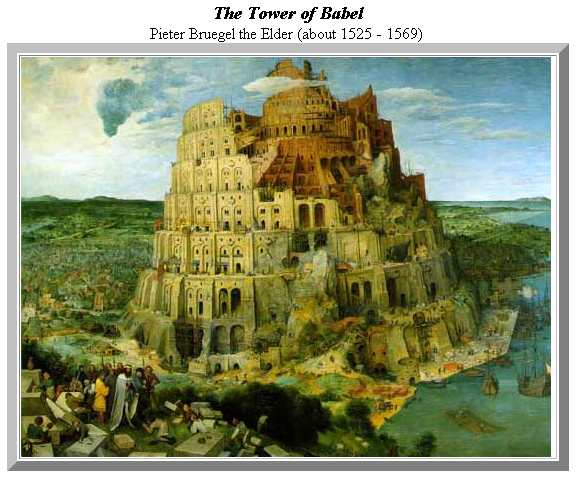 The Tower of Babel
Pieter Bruegel the Elder (about 1525 - 1569)